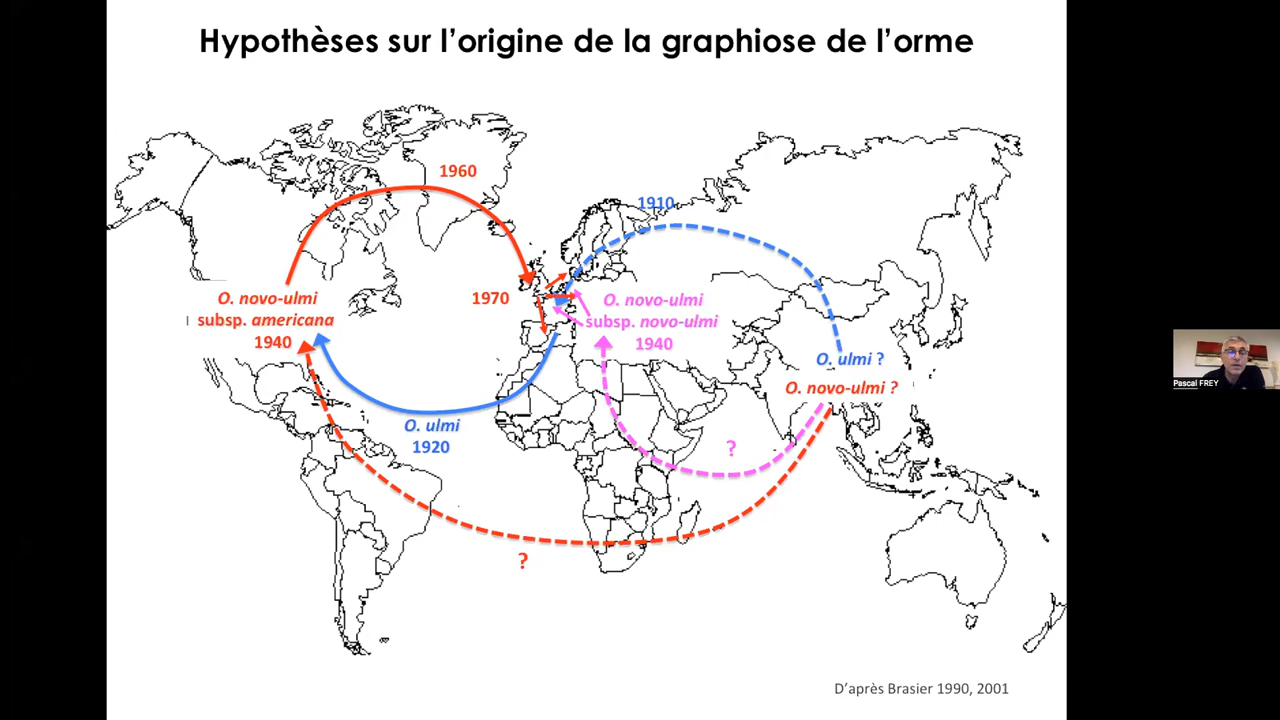 Hypothèses sur l'origine de la graphiose de l'orme
1960
1910
O. novo-ulmi
subsp. americana
1940
1970
O. novo-ulmi
subsp. novo-ulmi
1940
O. ulmi ?
O. novo-ulmi ?
O. ulmi
1920
?
?
Pascal FREY
D'après Brasier 1990, 2001